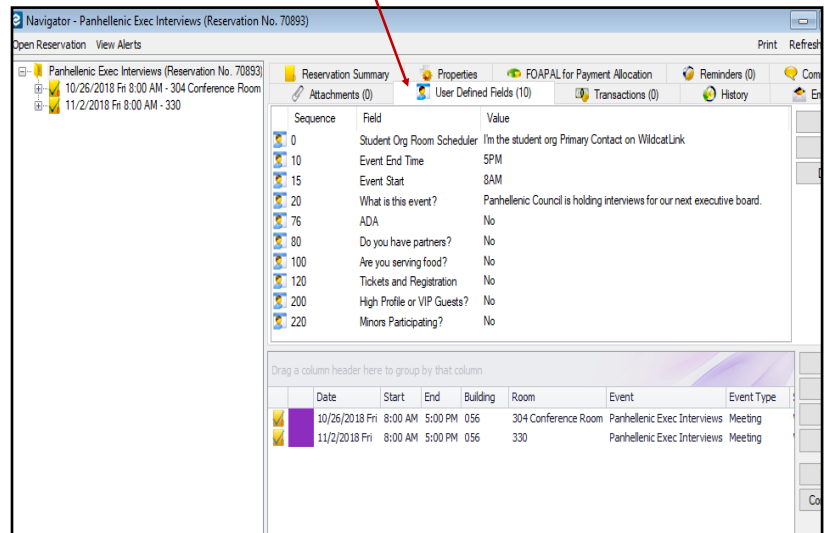 Navigator - Panhellenic Exec Interviews (Reservation No. 70893)
Open Reservation View Alerts Print Refresh
Panhellenic Exec Interviews (Reservation No. 70893)
10/26/2018 Fri 8:00 AM - 304 Conference Room
11/2/2018 Fri 8:00 AM - 330
Reservation Summary Properties FOAPAL for Payment Allocation Reminders (0) Com
Attachments (0) User Defined Fields (10) Transactions (0) History Em
Sequence Field Value
0 Student Org Room Scheduler I'm the student org Primary Contact on WildcatLink
10 Event End Time 5PM
15 Event Start 8AM
20 What is this event? Panhellenic Council is holding interviews for our next executive board.
76 ADA No
80 Do you have partners? No
100 Are you serving food? No
120 Tickets and Registration No
200 High Profile or VIP Guests? No
220 Minors Participating? No
Drag a column header here to group by that column
Date Start End Building Room Event Event Type
10/26/2018 Fri 8:00 AM 5:00 PM 056 304 Conference Room Panhellenic Exec Interviews Meeting
11/2/2018 Fri 8:00 AM 5:00 PM 056 330 Panhellenic Exec Interviews Meeting
Co